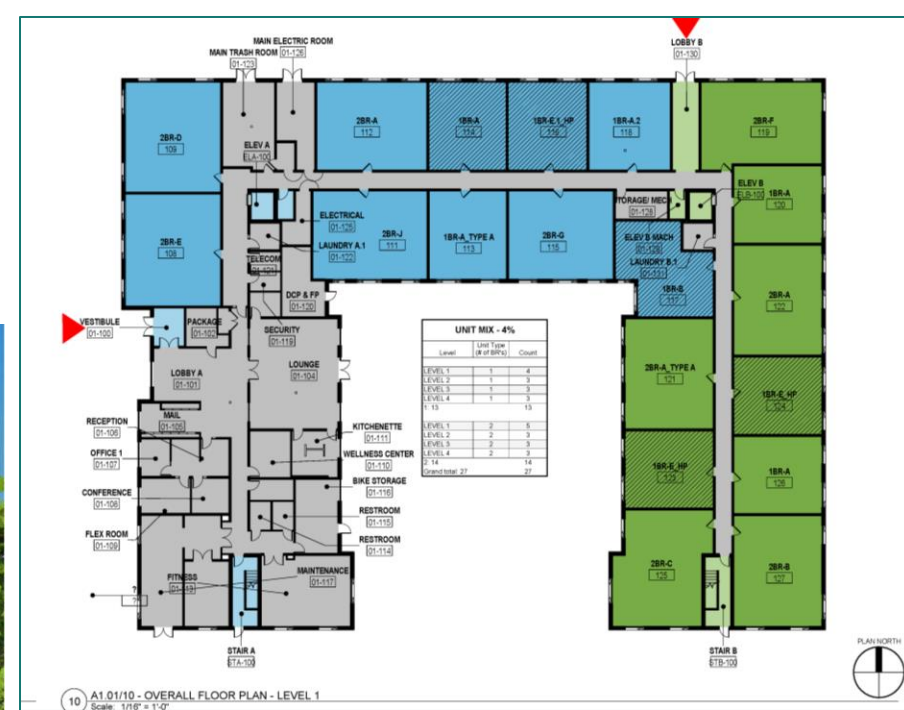 MAIN ELECTRIC ROOM
01-126
MAIN TRASH ROOM
01-123
LOBBY B
01-130
2BR-D
109
2BR-A
112
1BR-A
114
1BR-E.1_HP
116
1BR-A.2
118
2BR-F
119
ELEV A
ELA-100
ELEV B
ELB-100
1BR-A
120
STORAGE/ MECH
01-128
ELECTRICAL
01-125
2BR-E
108
2BR-J
111
1BR-A_TYPE A
113
2BR-G
115
ELEV B MACH
01-129
LAUNDRY A.1
01-122
LAUNDRY B.1
01-131
TELECOM
01-121
1BR-B
117
2BR-A
122
DCP & FP
01-120
VESTIBULE
01-100
PACKAGE
01-102
SECURITY
01-119
UNIT MIX - 4%
Level
Unit Type
(# of BR's)
Count
LEVEL 1 1 4
LEVEL 2 1 3
LEVEL 3 1 3
LEVEL 4 1 3
1: 13 13
LEVEL 1 2 5
LEVEL 2 2 3
LEVEL 3 2 3
LEVEL 4 2 3
2: 14 14
Grand total: 27 27
LOUNGE
01-104
LOBBY A
01-101
2BR-A_TYPE A
121
1BR-E_HP
124
MAIL
01-105
RECEPTION
01-106
KITCHENETTE
01-111
OFFICE 1
01-107
WELLNESS CENTER
01-110
1BR-E_HP
123
1BR-A
126
CONFERENCE
01-108
BIKE STORAGE
01-116
RESTROOM
01-115
FLEX ROOM
01-109
RESTROOM
01-114
MAINTENANCE
01-117
FITNESS
2BR-C
125
2BR-B
127
?
?
STAIR A
STA-100
STAIR B
STB-100
PLAN NORTH
10
A1.01/10 - OVERALL FLOOR PLAN - LEVEL 1
Scale: 1/16" = 1'-0"